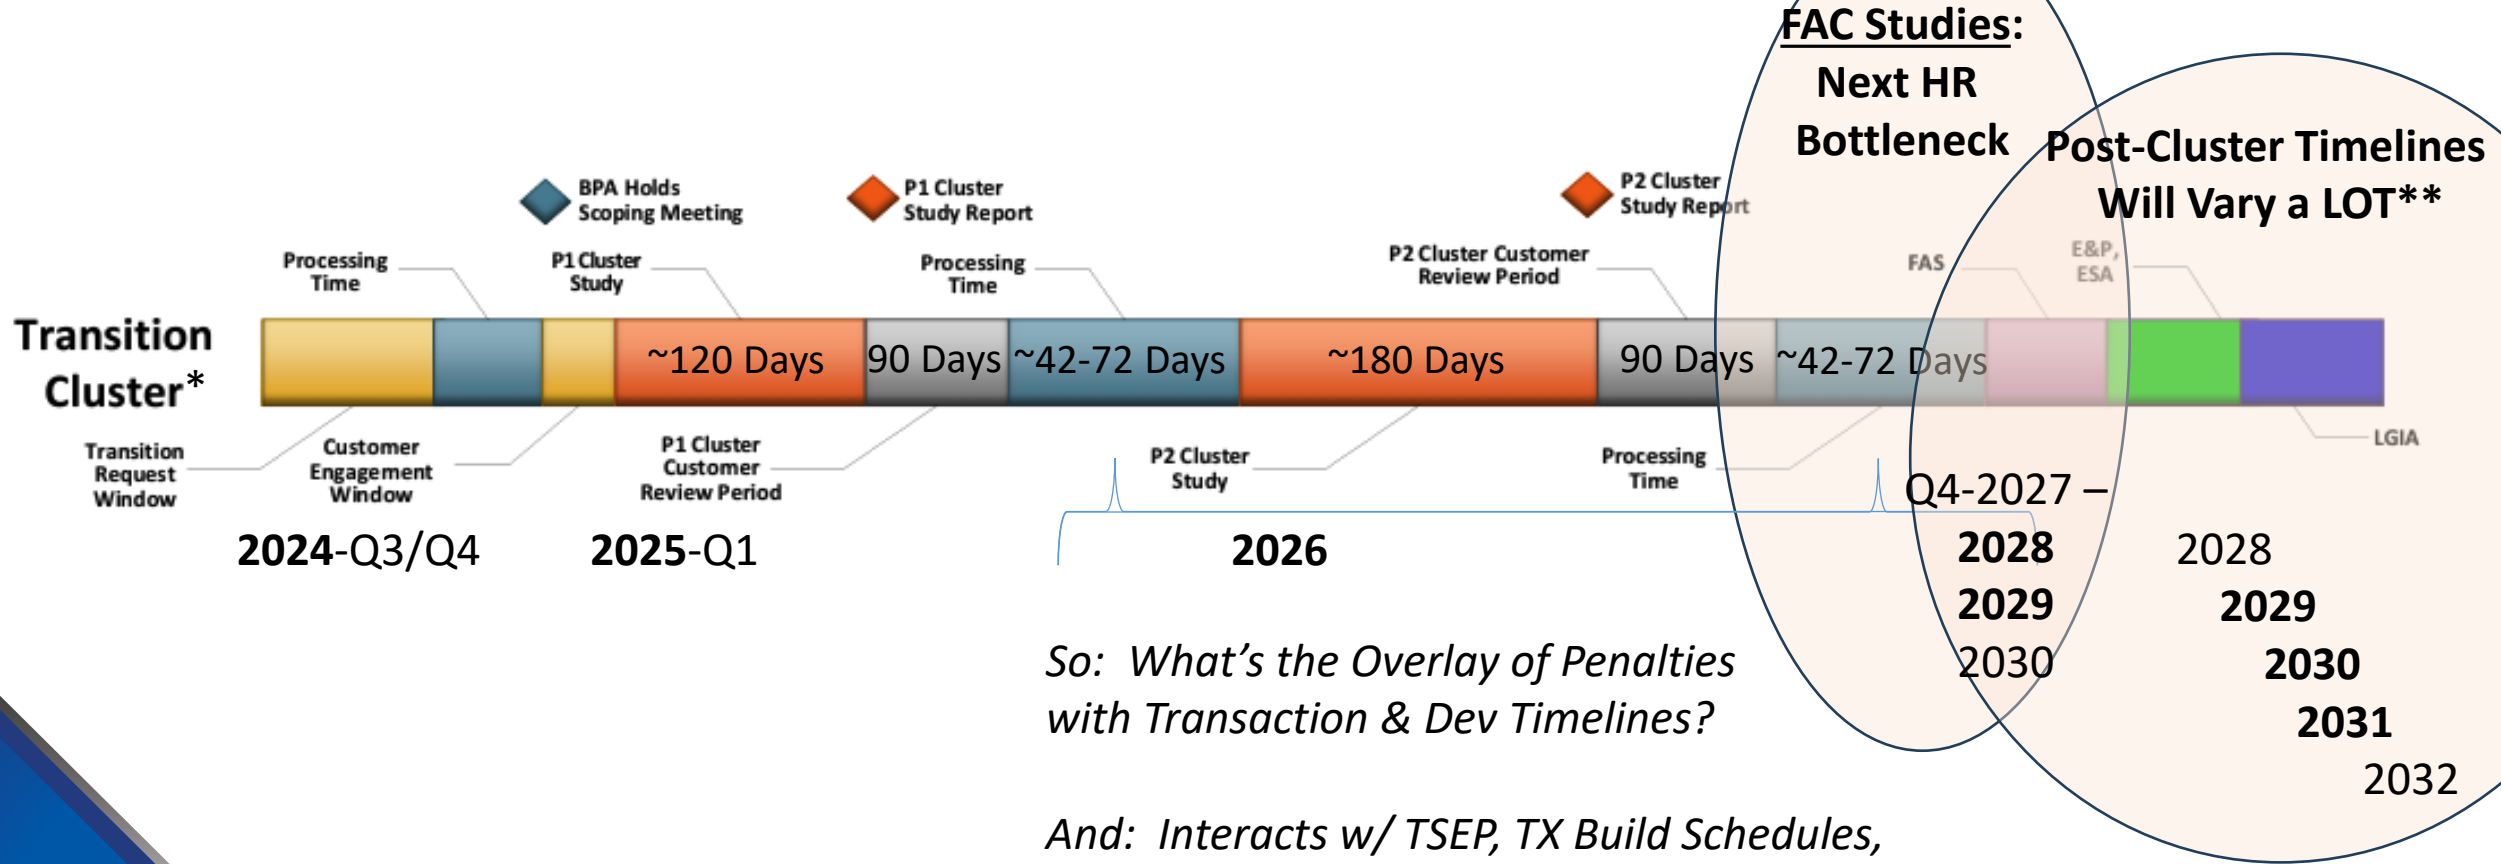 FAC Studies:
Next HR
Bottleneck
Post-Cluster Timelines
Will Vary a LOT**
BPA Holds
Scoping Meeting
P1 Cluster
Study Report
P2 Cluster
Study Report
Processing
Time
P1 Cluster
Study
Processing
Time
P2 Cluster Customer
Review Period
FAS
E&P,
ESA
Transition
Cluster*
~120 Days
90 Days
~42-72 Days
~180 Days
90 Days
~42-72 Days
Transition
Request
Window
Customer
Engagement
Window
P1 Cluster
Customer
Review Period
P2 Cluster
Study
Processing
Time
LGIA
2024-Q3/Q4
2025-Q1
2026
Q4-2027 –
2028
2029
2030
2028
2029
2030
2031
2032
So: What's the Overlay of Penalties
with Transaction & Dev Timelines?
And: Interacts w/ TSEP, TX Build Schedules,